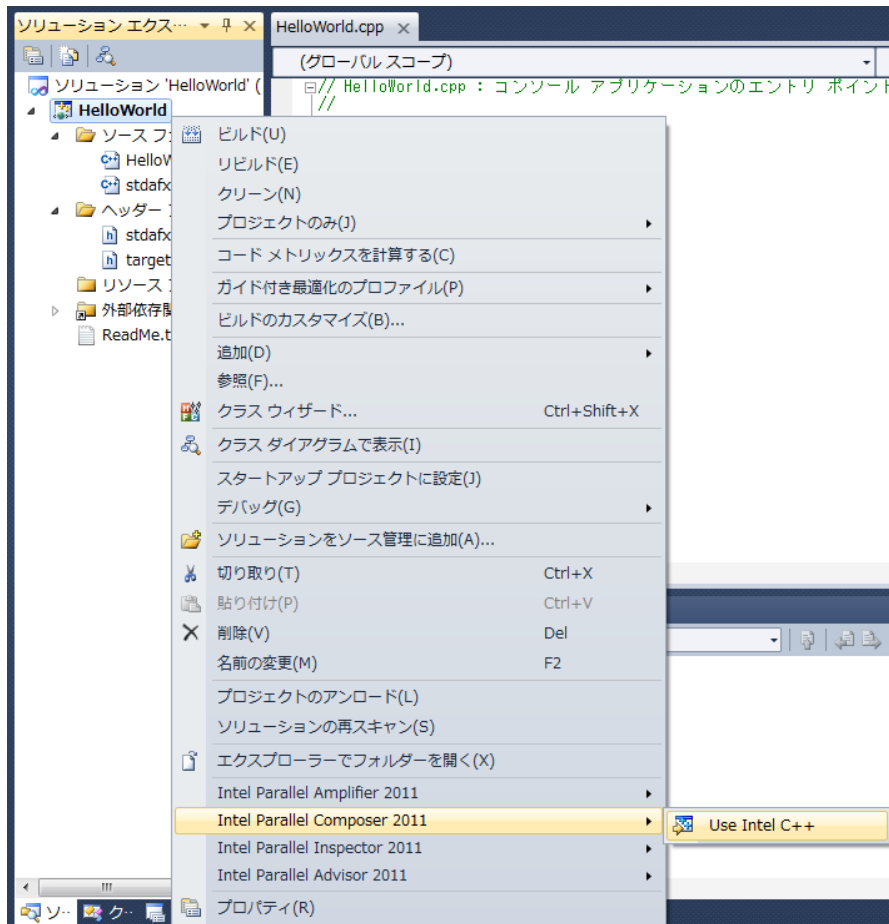 ソリューション エクス…
HelloWorld.cpp
(グローバル スコープ)
ソリューション 'HelloWorld' (
// HelloWorld.cpp : コンソール アプリケーションのエントリ ポイント
//
HelloWorld
ソース フ
HelloW
stdafx
ヘッダー
stdafx
target
リソース
外部依存関
ReadMe.t
ビルド(U)
リビルド(E)
クリーン(N)
プロジェクトのみ(J)
コード メトリックスを計算する(C)
ガイド付き最適化のプロファイル(P)
ビルドのカスタマイズ(B)...
追加(D)
参照(F)...
クラス ウィザード... Ctrl+Shift+X
クラス ダイアグラムで表示(I)
スタートアップ プロジェクトに設定(J)
デバッグ(G)
ソリューションをソース管理に追加(A)...
切り取り(T) Ctrl+X
貼り付け(P) Ctrl+V
削除(V) Del
名前の変更(M) F2
プロジェクトのアンロード(L)
ソリューションの再スキャン(S)
エクスプローラーでフォルダーを開く(X)
Intel Parallel Amplifier 2011
Intel Parallel Composer 2011
Use Intel C++
Intel Parallel Inspector 2011
Intel Parallel Advisor 2011
プロパティ(R)
ソ…
ク…